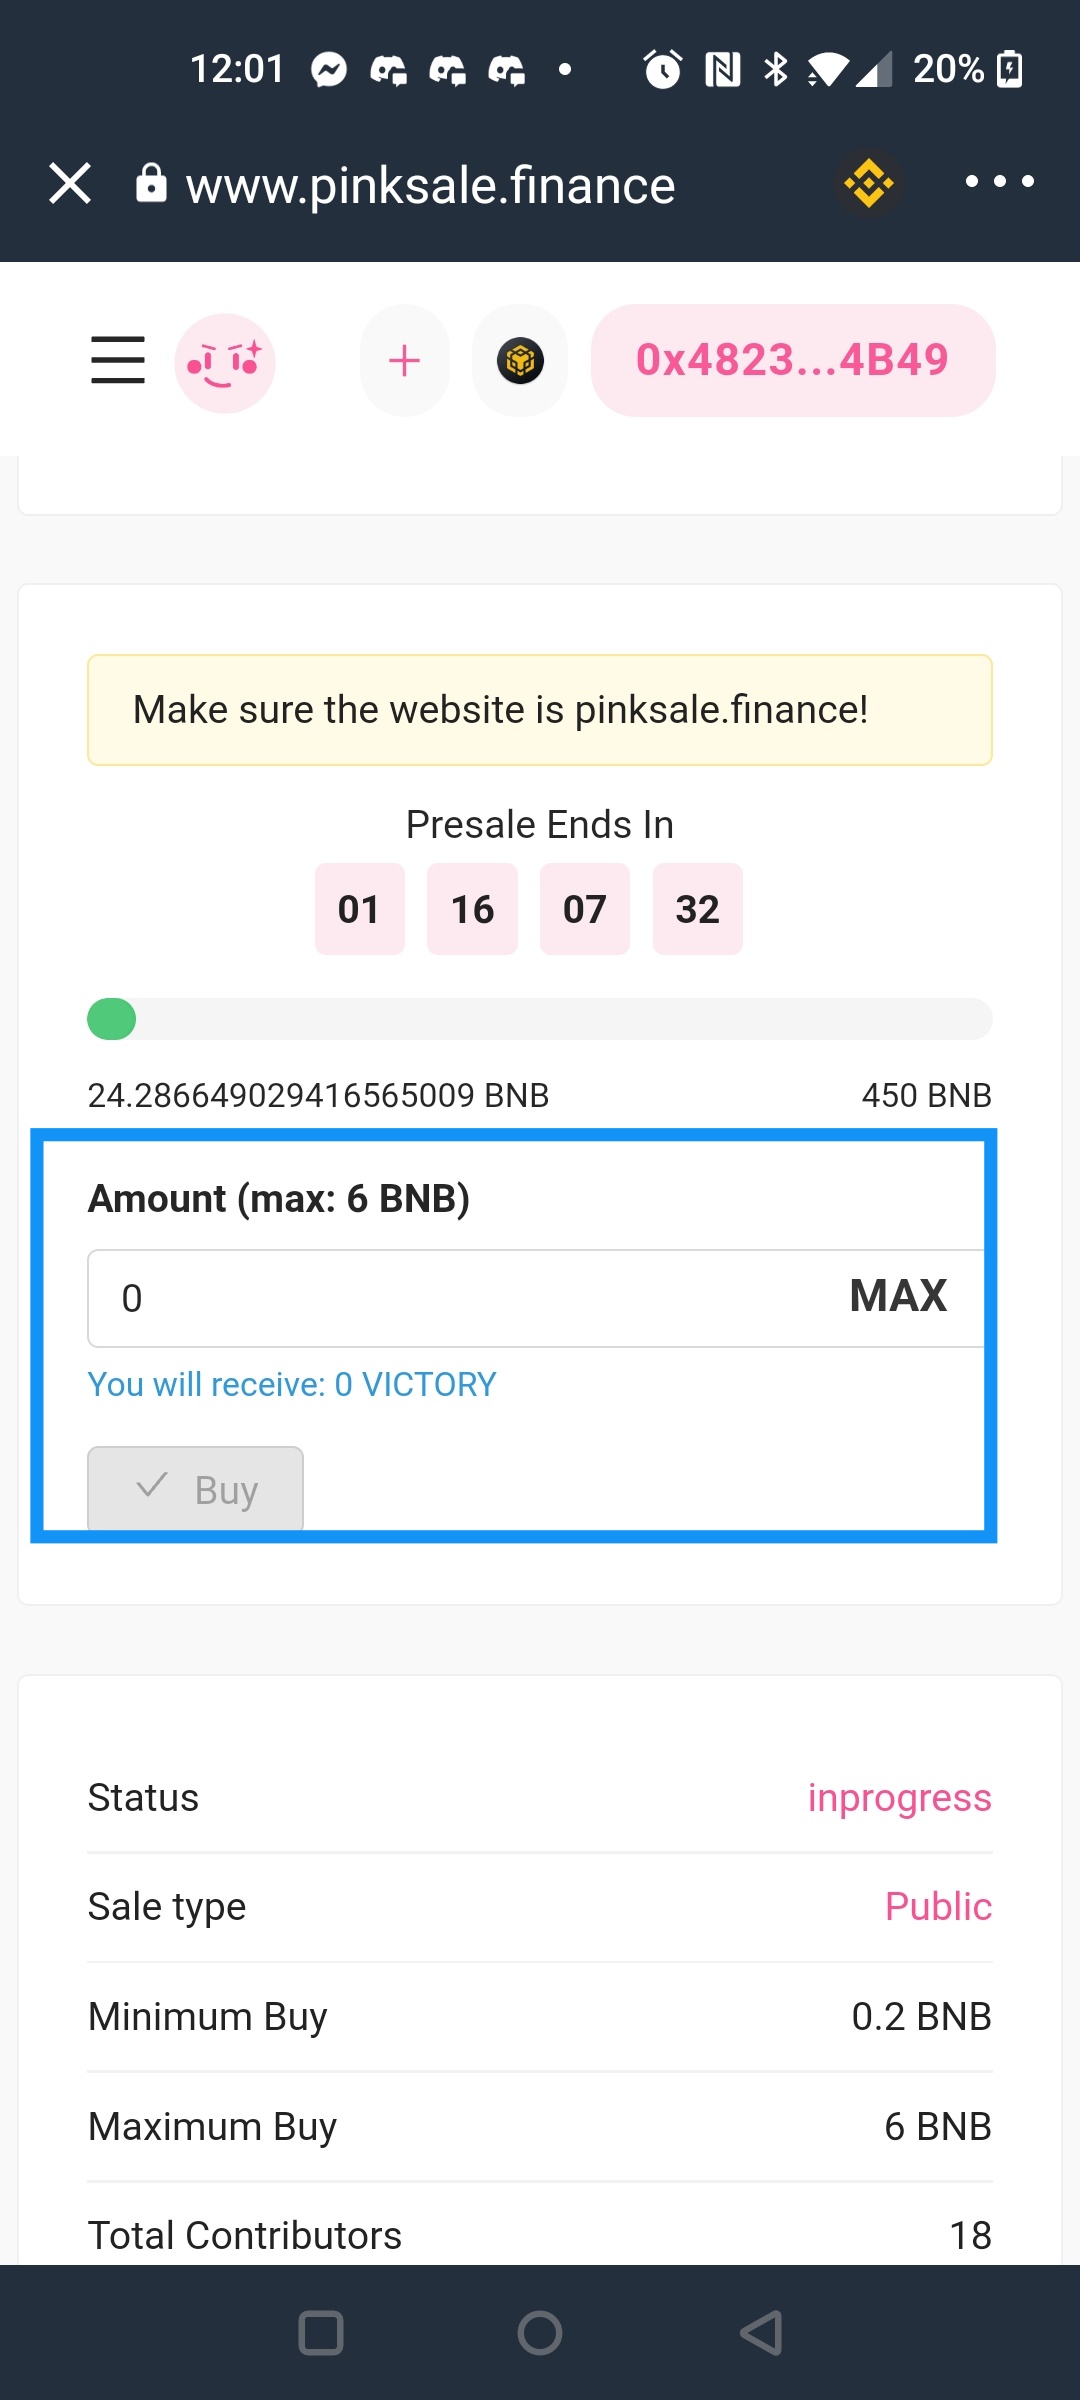 12:01
20%
www.pinksale.finance
0x4823...4B49
Make sure the website is pinksale.finance!
Presale Ends In
01 16 07 32
24.286649029416565009 BNB 450 BNB
Amount (max: 6 BNB)
0 MAX
You will receive: 0 VICTORY
Buy
Status inprogress
Sale type Public
Minimum Buy 0.2 BNB
Maximum Buy 6 BNB
Total Contributors 18